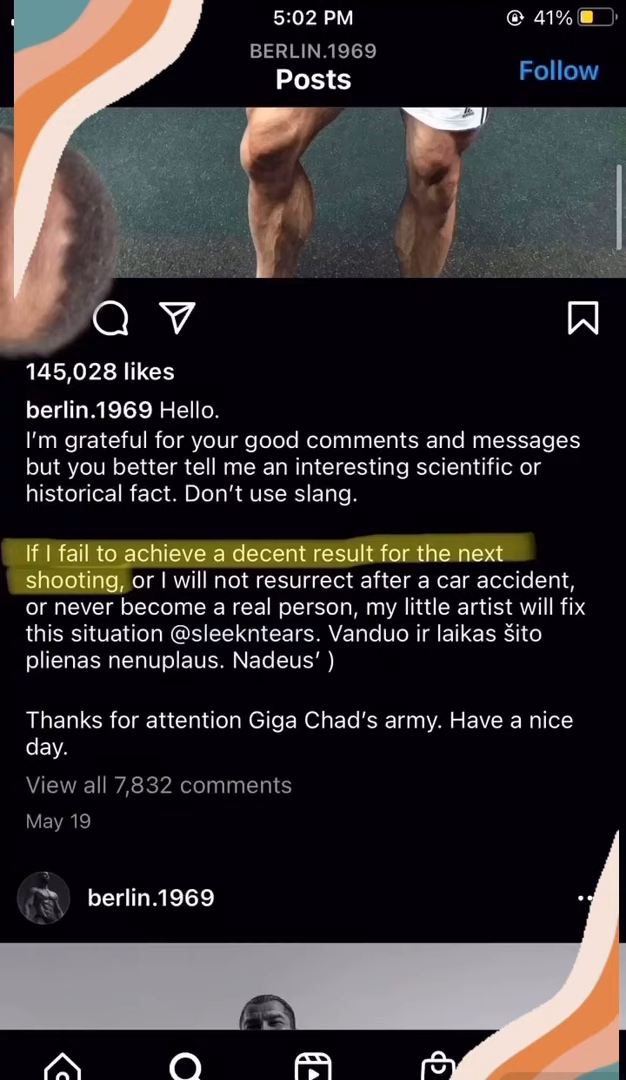 5:02 PM
41%
BERLIN.1969
Posts
Follow
145,028 likes
berlin.1969 Hello.
I'm grateful for your good comments and messages
but you better tell me an interesting scientific or
historical fact. Don't use slang.
If I fail to achieve a decent result for the next
shooting, or I will not resurrect after a car accident,
or never become a real person, my little artist will fix
this situation @sleekntears. Vanduo ir laikas šito
plienas nenuplaus. Nadeus' )
Thanks for attention Giga Chad's army. Have a nice
day.
View all 7,832 comments
May 19
berlin.1969